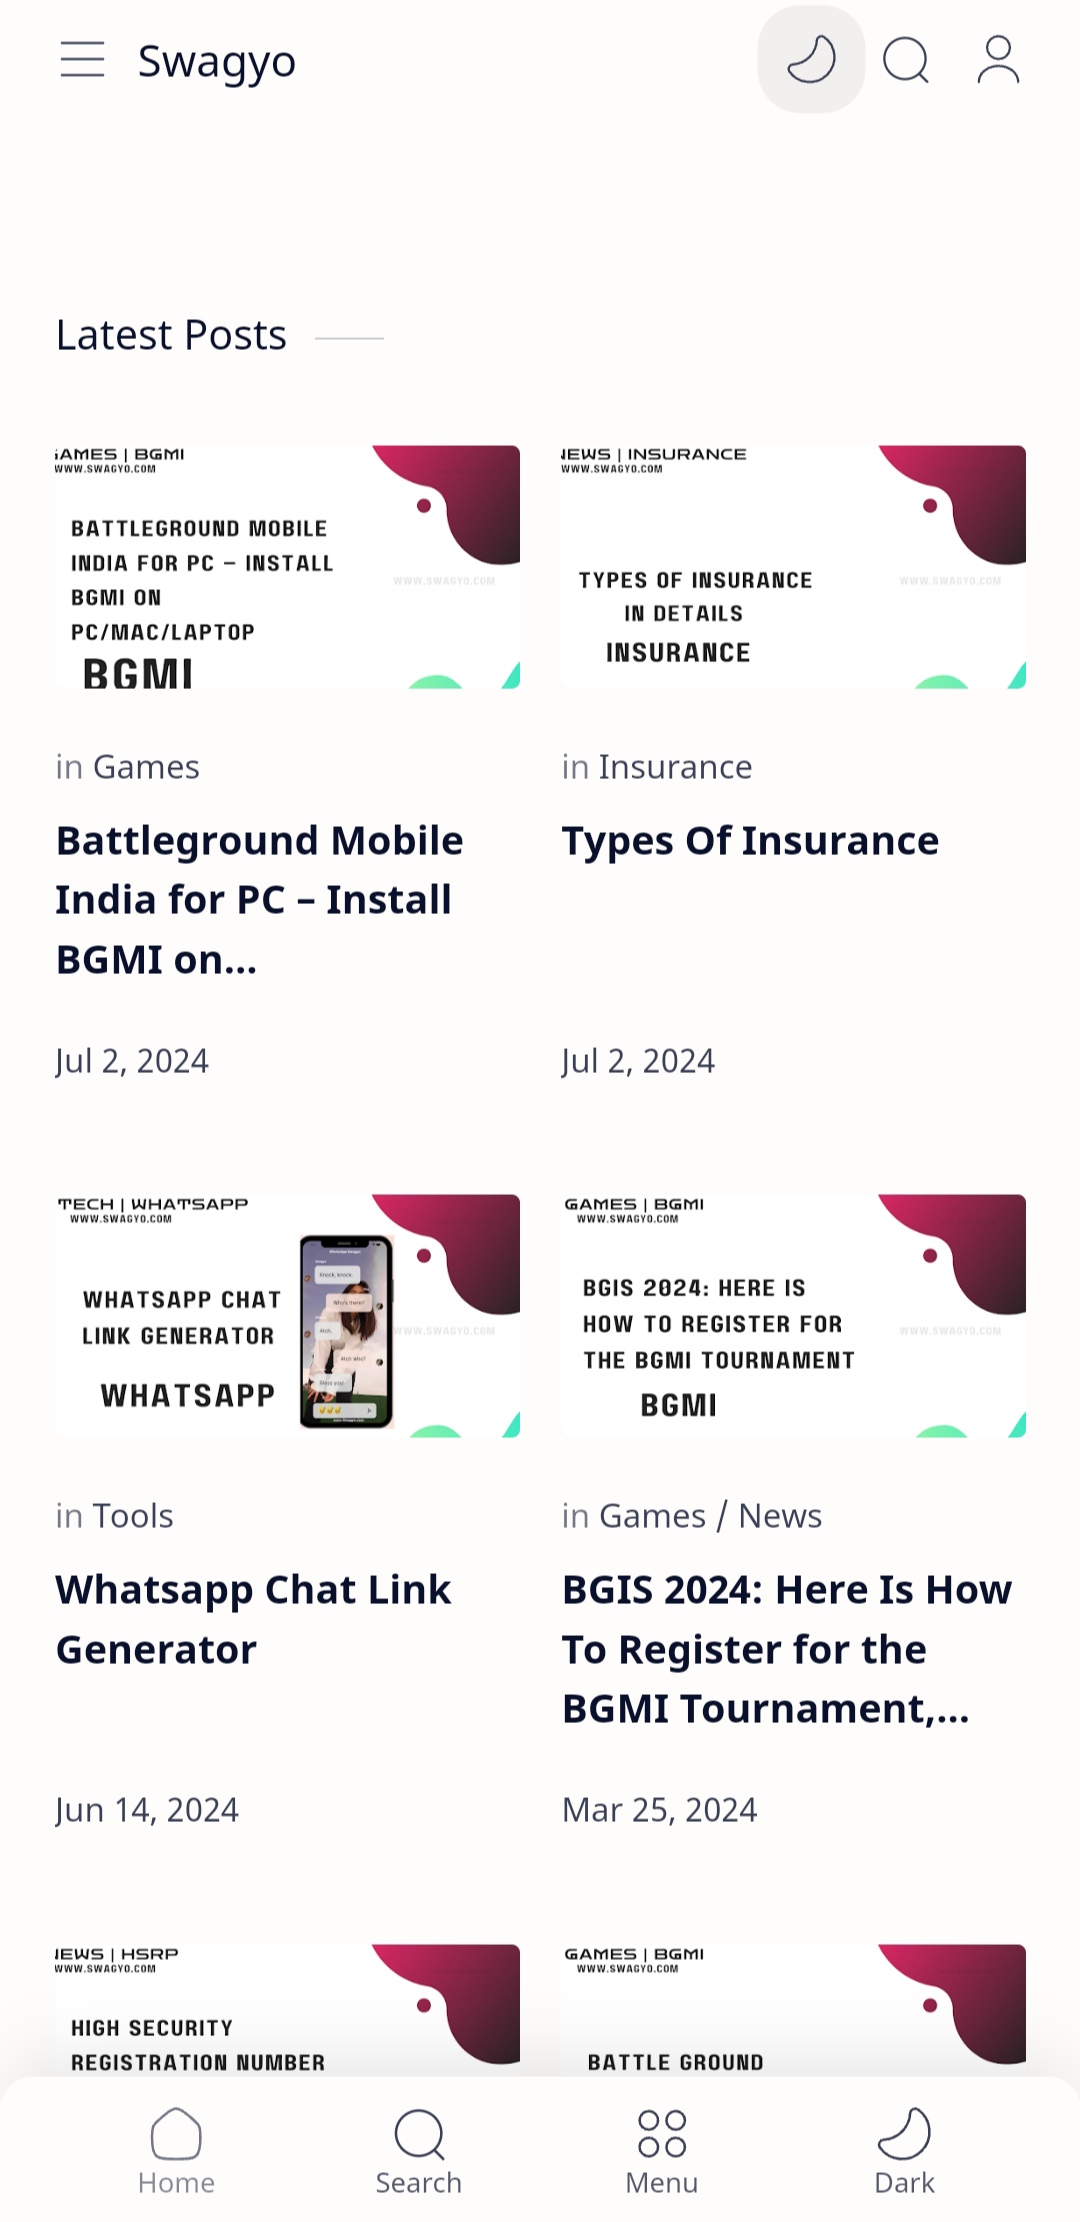 Swagyo
Latest Posts
AMES | BGMI
WWW.SWAGYO.COM
BATTLEGROUND MOBILE
INDIA FOR PC – INSTALL
BGMI ON
PC/MAC/LAPTOP
BGMI
WWW.SWAGYO.COM
in Games
Battleground Mobile
India for PC – Install
BGMI on...
Jul 2, 2024
EWS | INSURANCE
WWW.SWAGYO.COM
TYPES OF INSURANCE
IN DETAILS
INSURANCE
WWW.SWAGYO.COM
in Insurance
Types Of Insurance
Jul 2, 2024
TECH | WHATSAPP
WWW.SWAGYO.COM
WHATSAPP CHAT
LINK GENERATOR
WHATSAPP
Knock, knock.
Who's there?
WWW.SWAGYO.COM
in Tools
Whatsapp Chat Link
Generator
Jun 14, 2024
GAMES | BGMI
WWW.SWAGYO.COM
BGIS 2024: HERE IS
HOW TO REGISTER FOR
THE BGMI TOURNAMENT
BGMI
WWW.SWAGYO.COM
in Games / News
BGIS 2024: Here Is How
To Register for the
BGMI Tournament,...
Mar 25, 2024
EWS | HSRP
WWW.SWAGYO.COM
HIGH SECURITY
REGISTRATION NUMBER
GAMES | BGMI
WWW.SWAGYO.COM
BATTLE GROUND
Home
Search
Menu
Dark